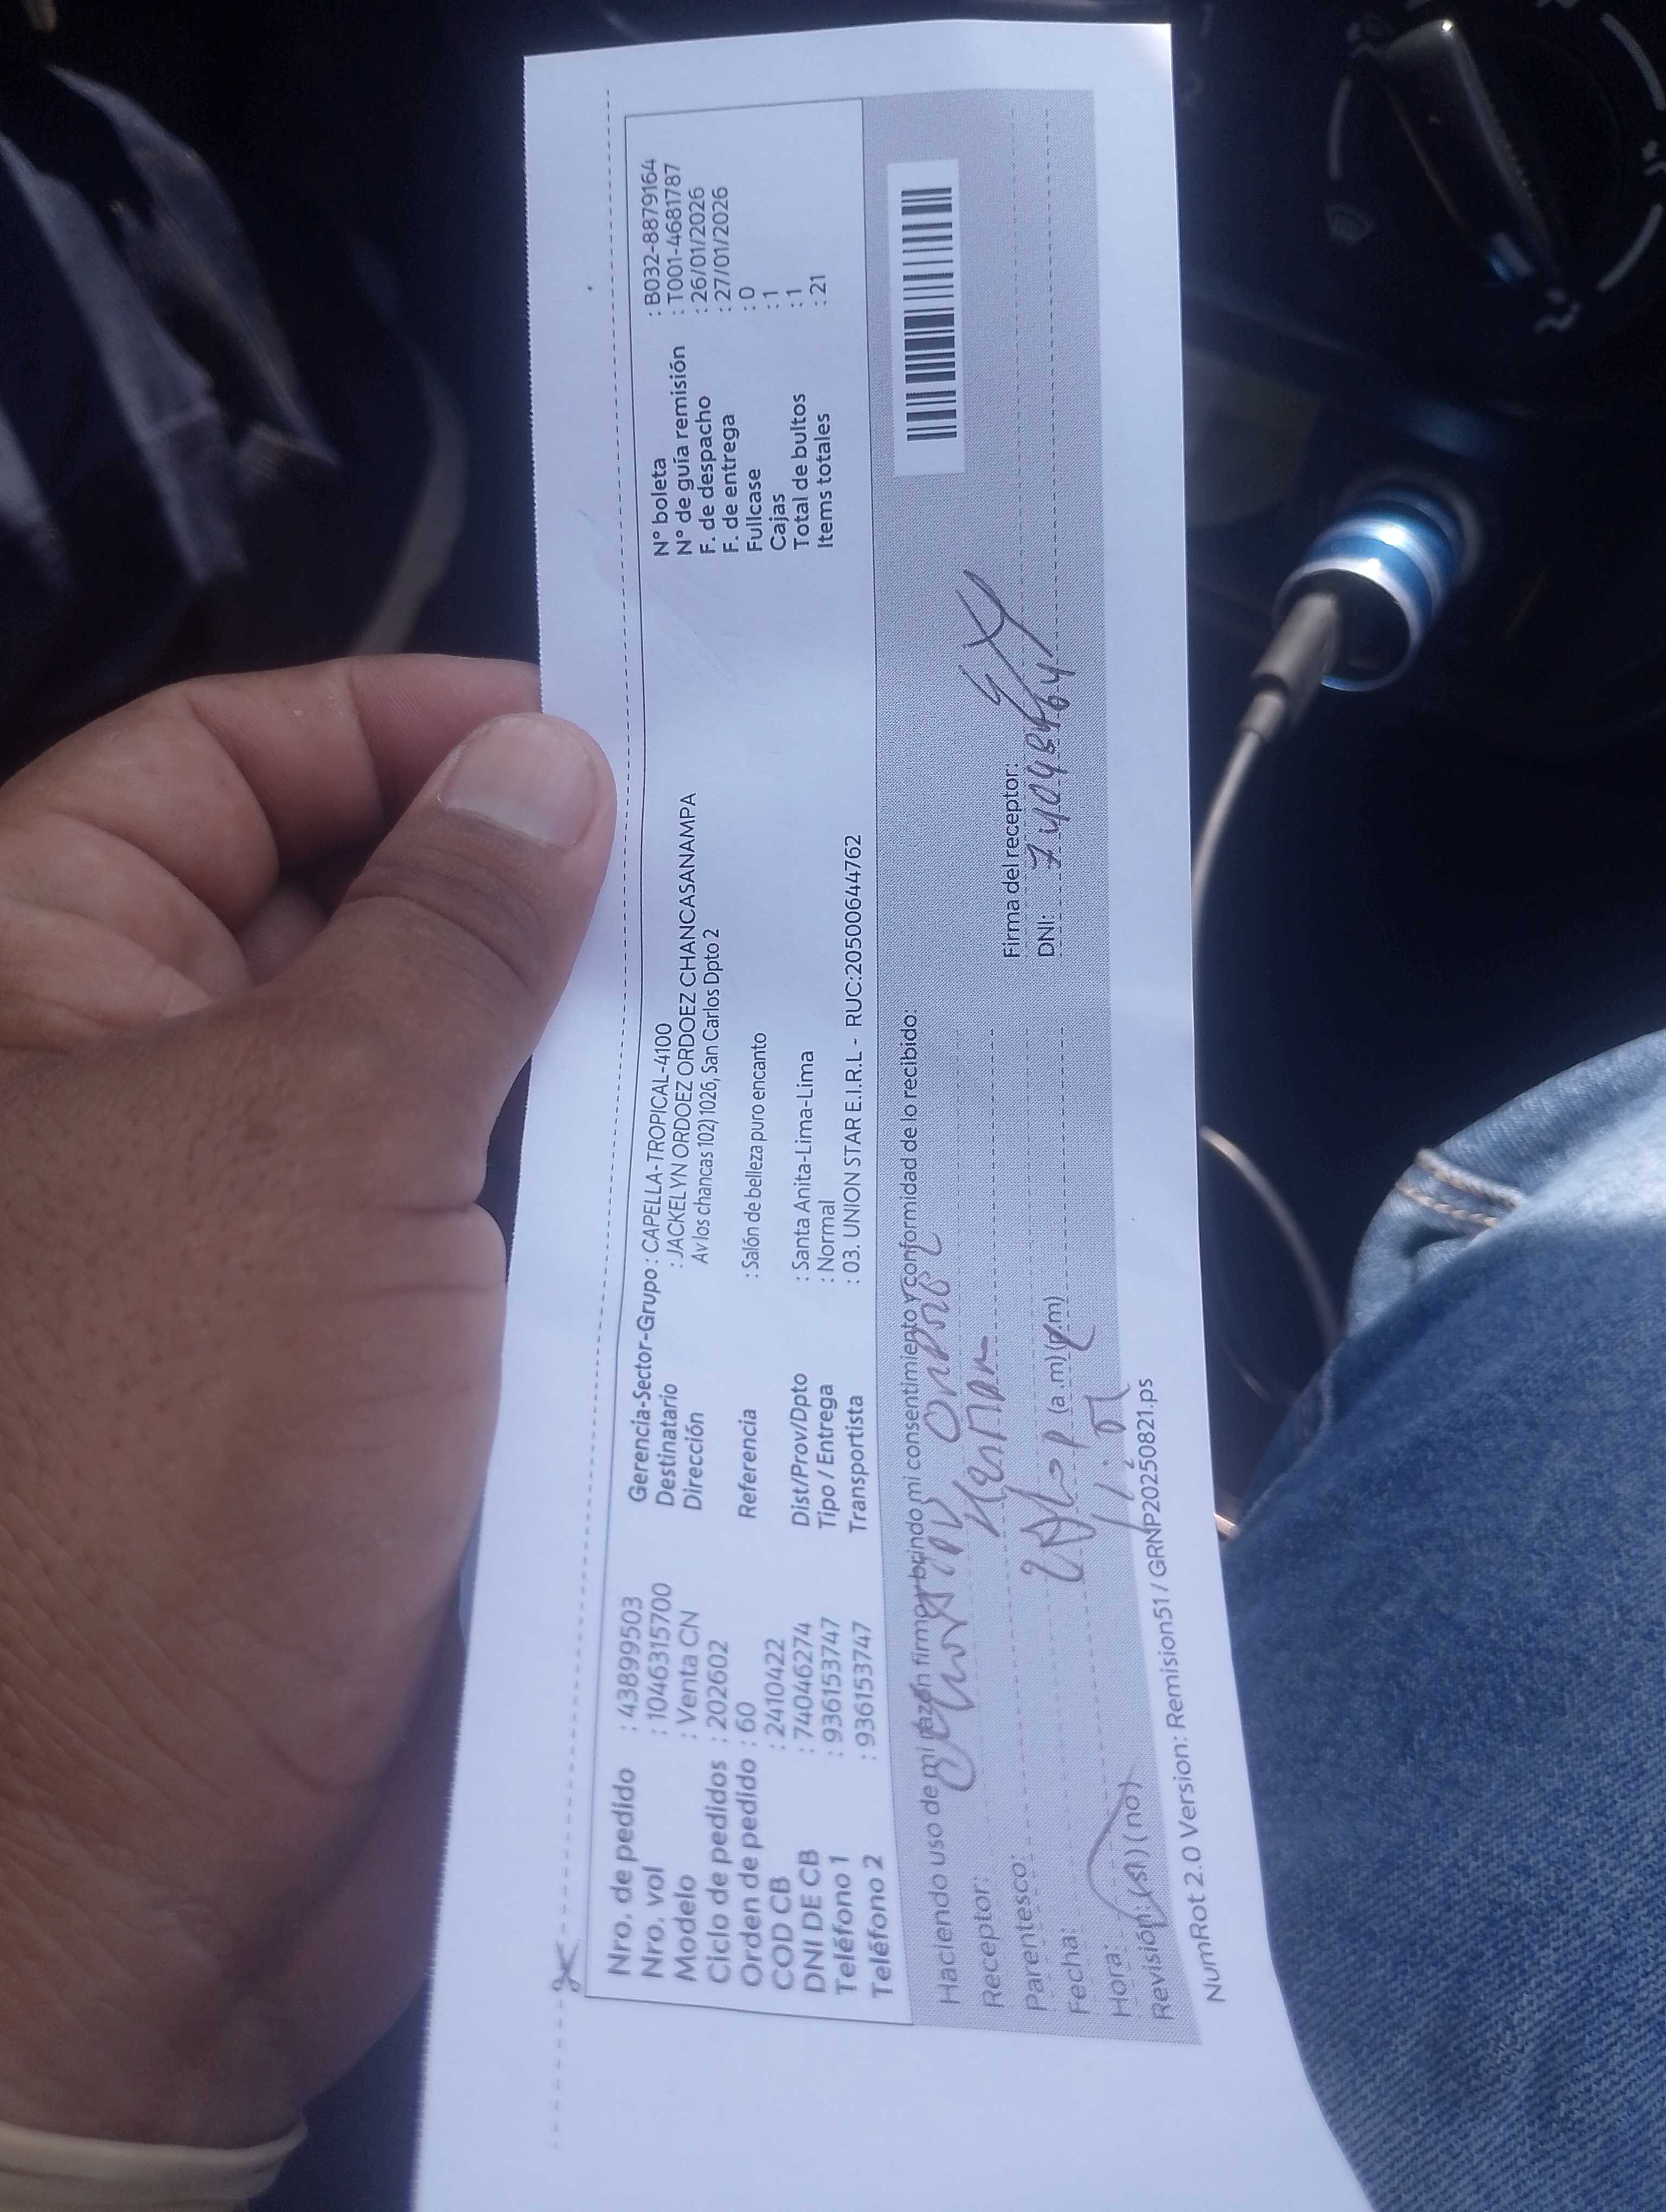 Nro. de pedido : 438999503
Nro. vol : 1046315700
Modelo : Venta CN
Ciclo de pedidos : 202602
Orden de pedido : 60
COD CB : 2410422
DNI DE CB : 74046274
Teléfono 1 : 936153747
Teléfono 2 : 936153747
Gerencia-Sector-Grupo : CAPELLA-TROPICAL-4100
Destinatario : JACKELYN ORDOEZ ORDOEZ CHANCASANAMPA
Dirección Av los chancas 102) 1026, San Carlos Dpto 2
Referencia : Salón de belleza puro encanto
Dist/Prov/Dpto : Santa Anita-Lima-Lima
Tipo / Entrega : Normal
Transportista : 03. UNION STAR E.I.R.L - RUC:20500644762
N° boleta : B032-8879164
N° de guía remisión : T001-4681787
F. de despacho : 26/01/2026
F. de entrega : 27/01/2026
Fullcase : 0
Cajas : 1
Total de bultos : 1
Items totales : 21
Haciendo uso de mi razón firme y brindo mi consentimiento y conformidad de lo recibido:
Receptor:
Parentesco:
Fecha:
Hora: (a.m) (p.m)
Revisión: (si) (no)
Firma del receptor:
DNI:
NumRot 2.0 Version: Remision51 / GRNP20250821.ps